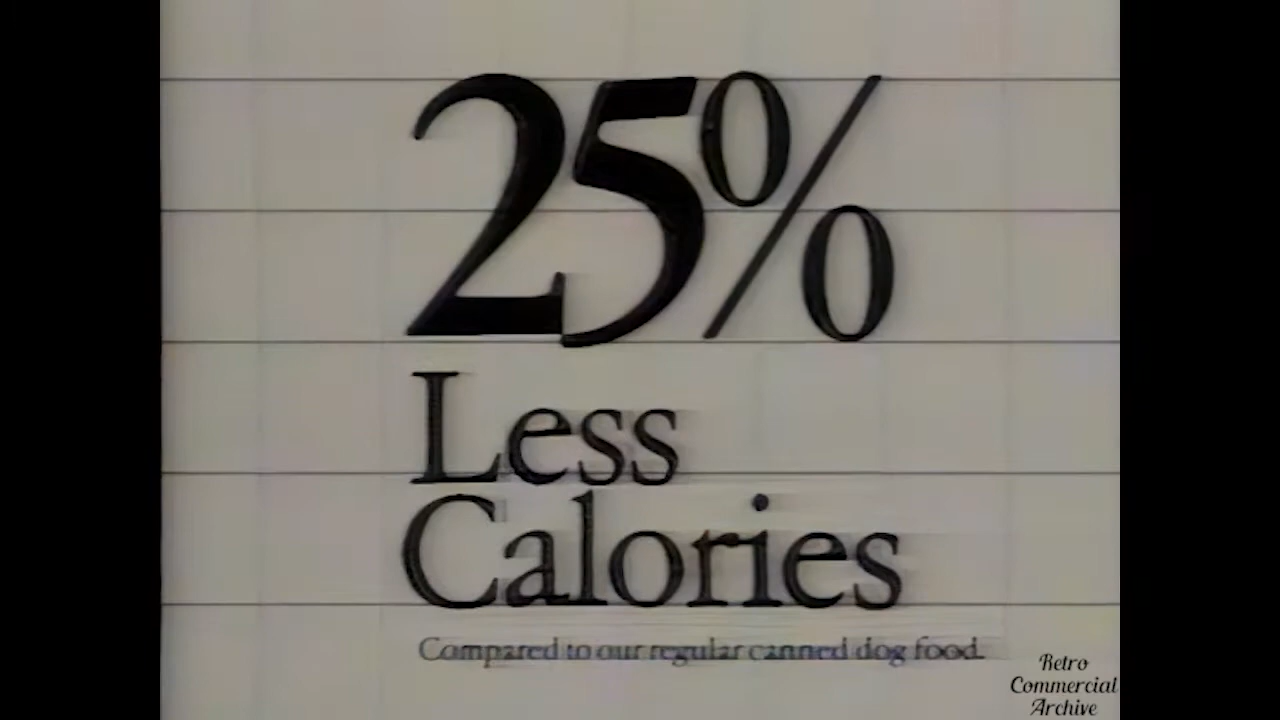 25%
Less
Calories
Compared to our regular canned dog food.
Retro
Commercial
Archive